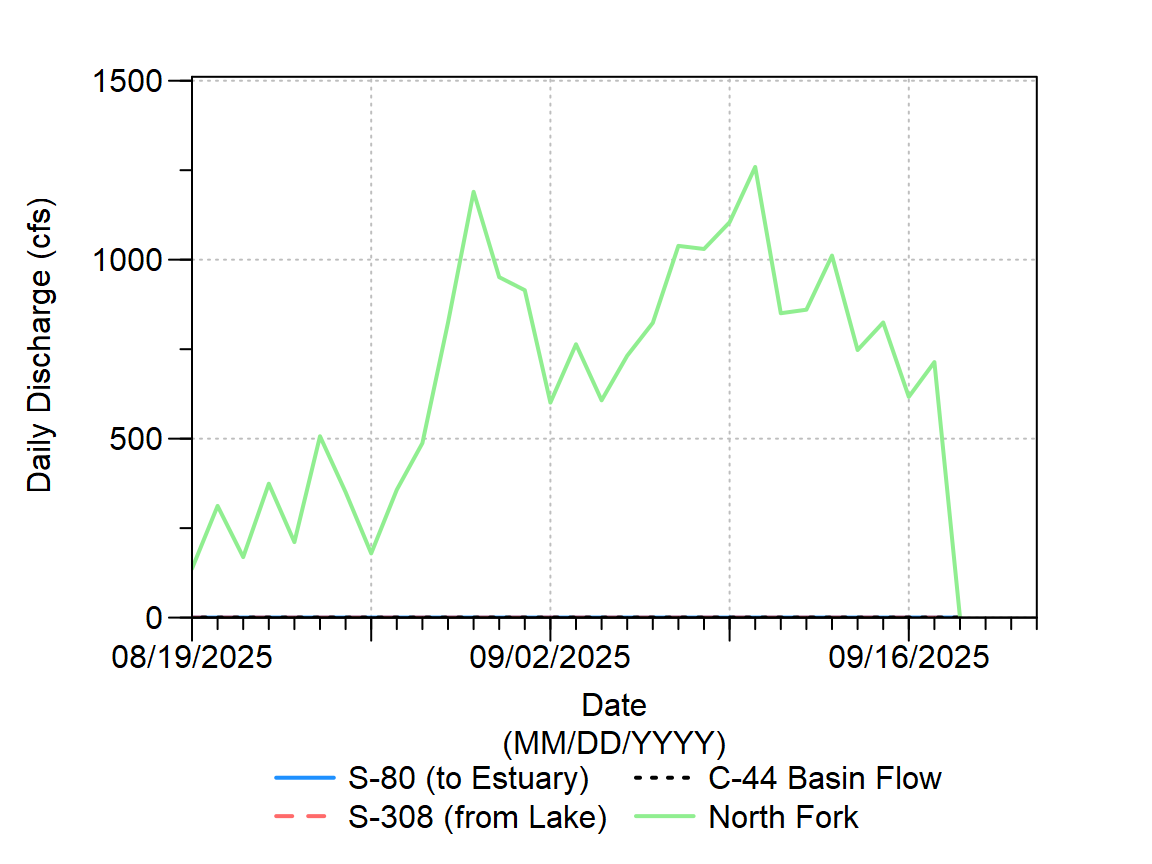 1500
1000
500
0
Daily Discharge (cfs)
08/19/2025 09/02/2025 09/16/2025
Date
(MM/DD/YYYY)
S-80 (to Estuary) C-44 Basin Flow
S-308 (from Lake) North Fork